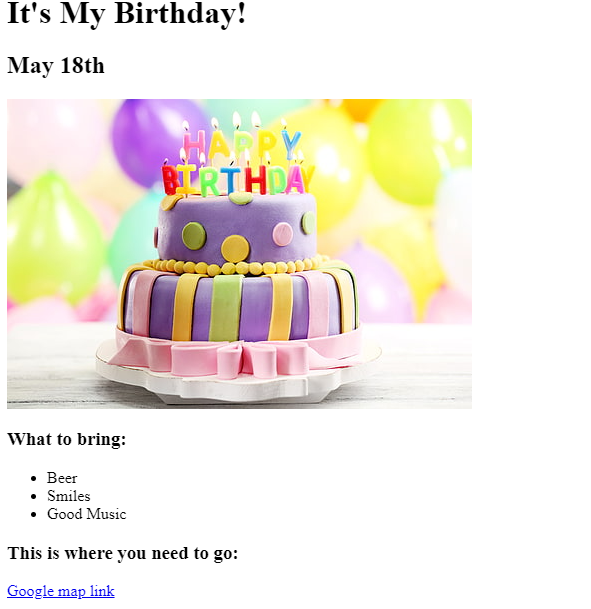 It's My Birthday!
May 18th
HAPPY
BIRTHDAY
What to bring:
Beer
Smiles
Good Music
This is where you need to go:
Google map link